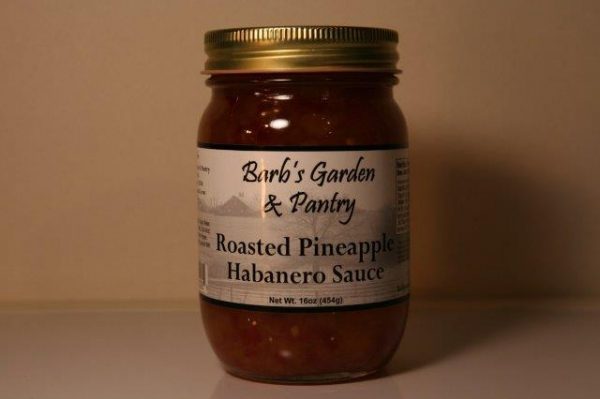 Barb's Garden
& Pantry
Roasted Pineapple
Habanero Sauce
Net Wt. 16oz (454g)